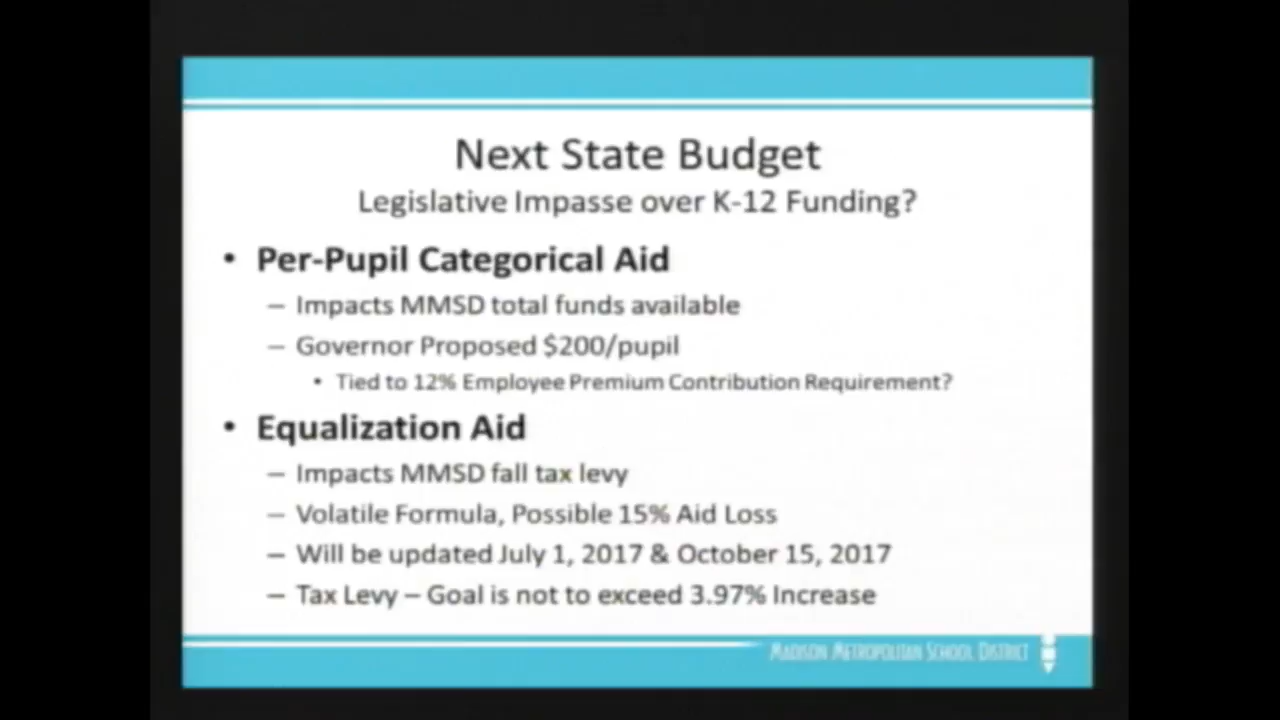 Next State Budget
Legislative Impasse over K-12 Funding?
• Per-Pupil Categorical Aid
– Impacts MMSD total funds available
– Governor Proposed $200/pupil
• Tied to 12% Employee Premium Contribution Requirement?
• Equalization Aid
– Impacts MMSD fall tax levy
– Volatile Formula, Possible 15% Aid Loss
– Will be updated July 1, 2017 & October 15, 2017
– Tax Levy – Goal is not to exceed 3.97% Increase
MADISON METROPOLITAN SCHOOL DISTRICT